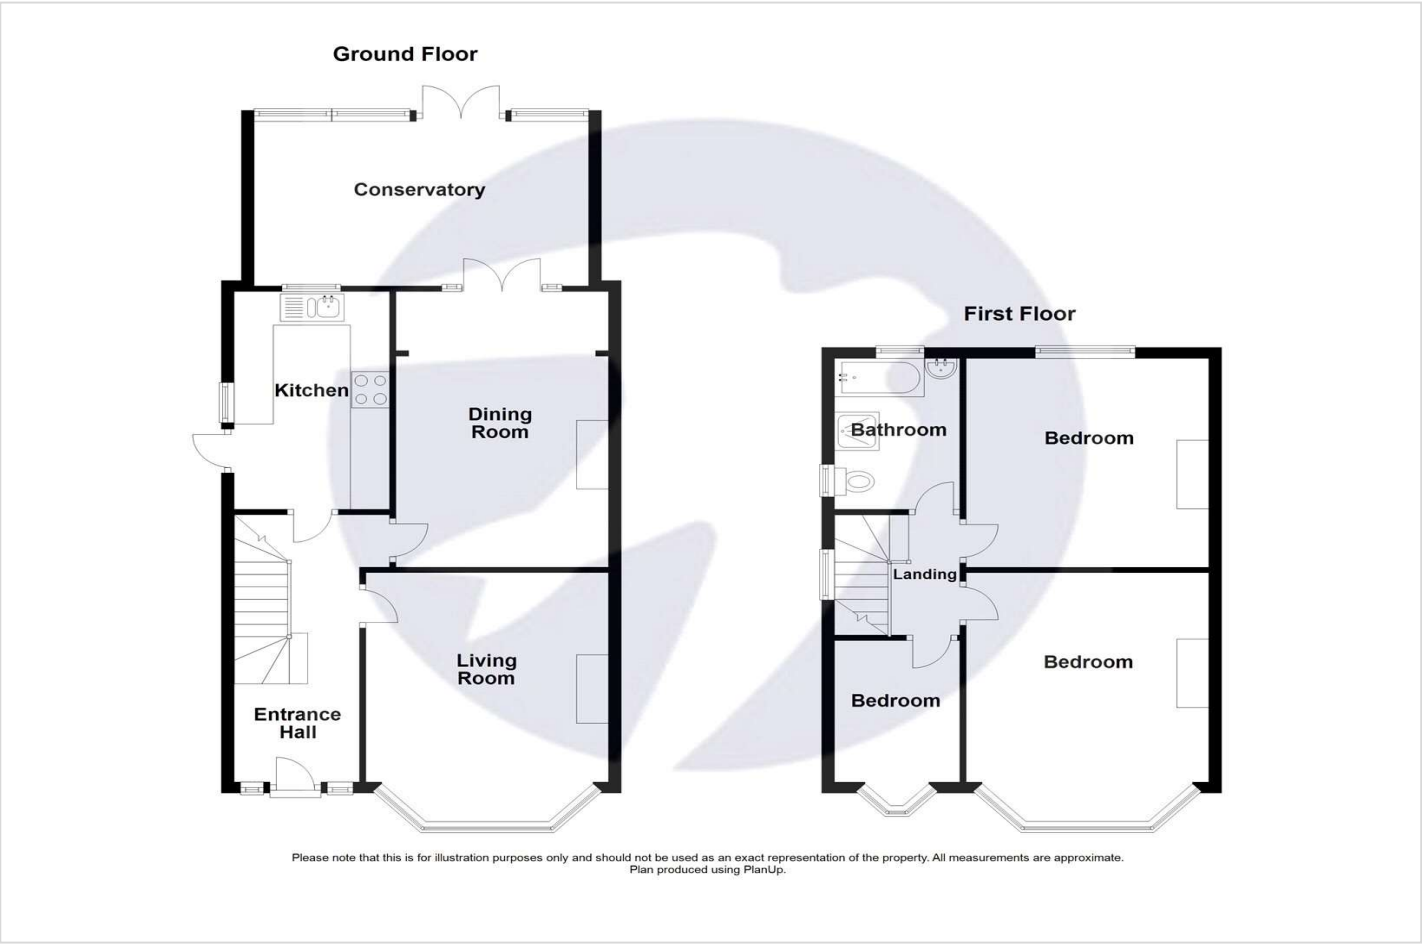 Ground Floor
Conservatory
Kitchen
Dining
Room
Living
Room
Entrance
Hall
First Floor
Bathroom
Bedroom
Landing
Bedroom
Bedroom
Please note that this is for illustration purposes only and should not be used as an exact representation of the property. All measurements are approximate.
Plan produced using PlanUp.